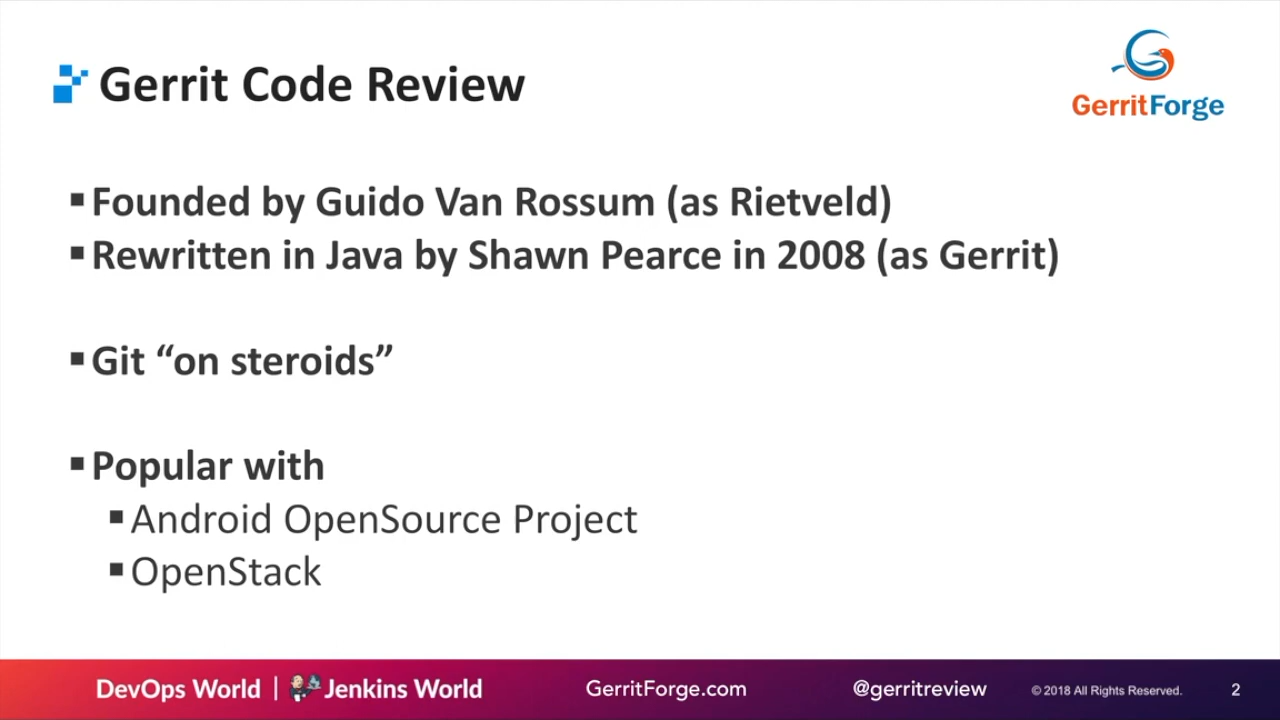 Gerrit Code Review
GerritForge
▪Founded by Guido Van Rossum (as Rietveld)
▪Rewritten in Java by Shawn Pearce in 2008 (as Gerrit)
▪Git “on steroids”
▪Popular with
▪Android OpenSource Project
▪OpenStack
DevOps World | Jenkins World GerritForge.com @gerritreview © 2018 All Rights Reserved. 2